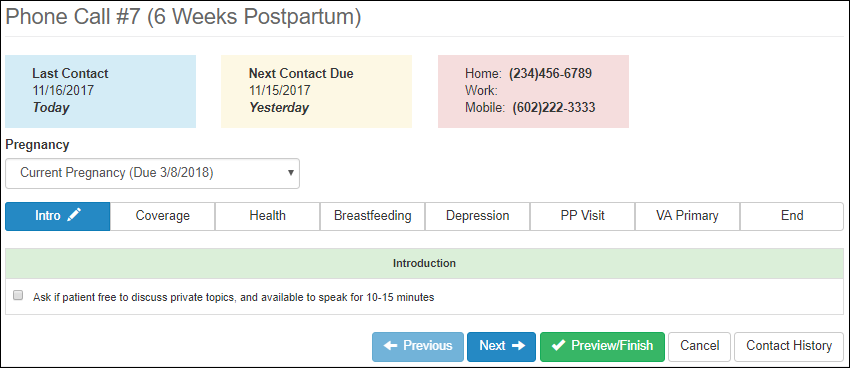 Phone Call #7 (6 Weeks Postpartum)
Last Contact
11/16/2017
Today
Next Contact Due
11/15/2017
Yesterday
Home: (234)456-6789
Work:
Mobile: (602)222-3333
Pregnancy
Current Pregnancy (Due 3/8/2018)
Intro
Coverage
Health
Breastfeeding
Depression
PP Visit
VA Primary
End
Introduction
Ask if patient free to discuss private topics, and available to speak for 10-15 minutes
Previous
Next
Preview/Finish
Cancel
Contact History